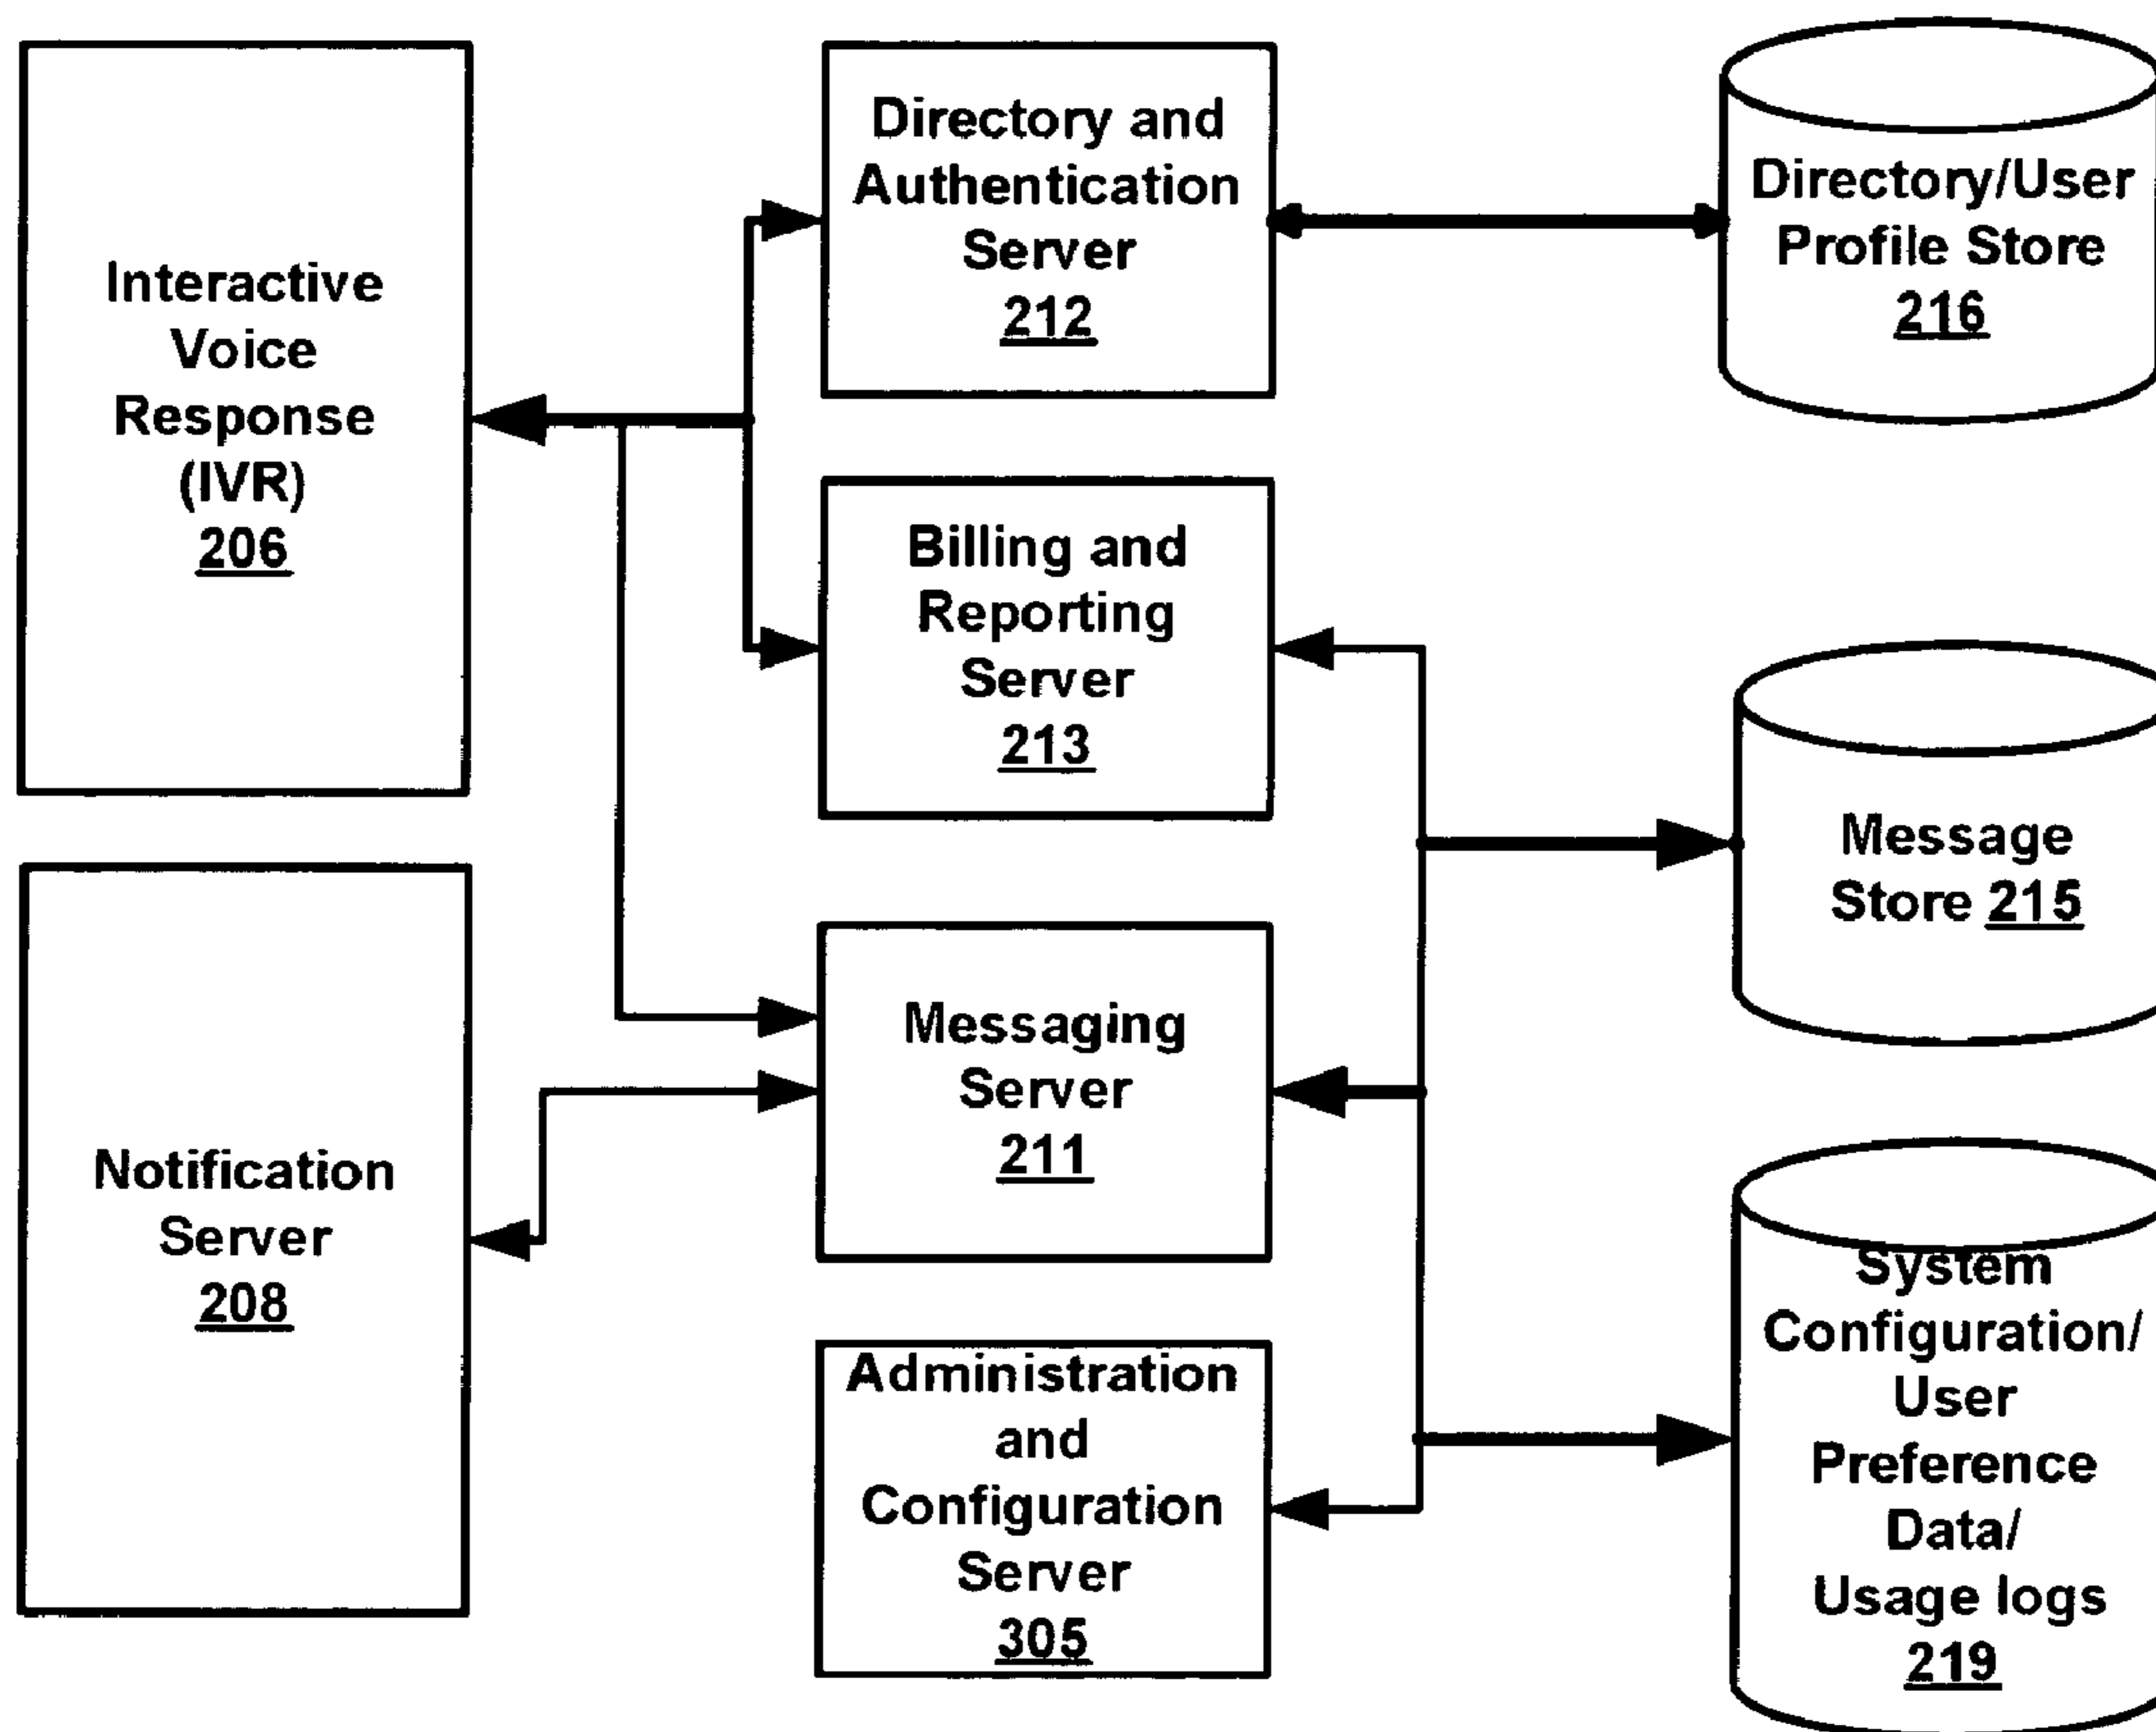 Interactive
Voice
Response
(IVR)
206
Directory and
Authentication
Server
212
Directory/User
Profile Store
216
Billing and
Reporting
Server
213
Message
Store 215
Notification
Server
208
Messaging
Server
211
Administration
and
Configuration
Server
305
System
Configuration/
User
Preference
Data/
Usage logs
219